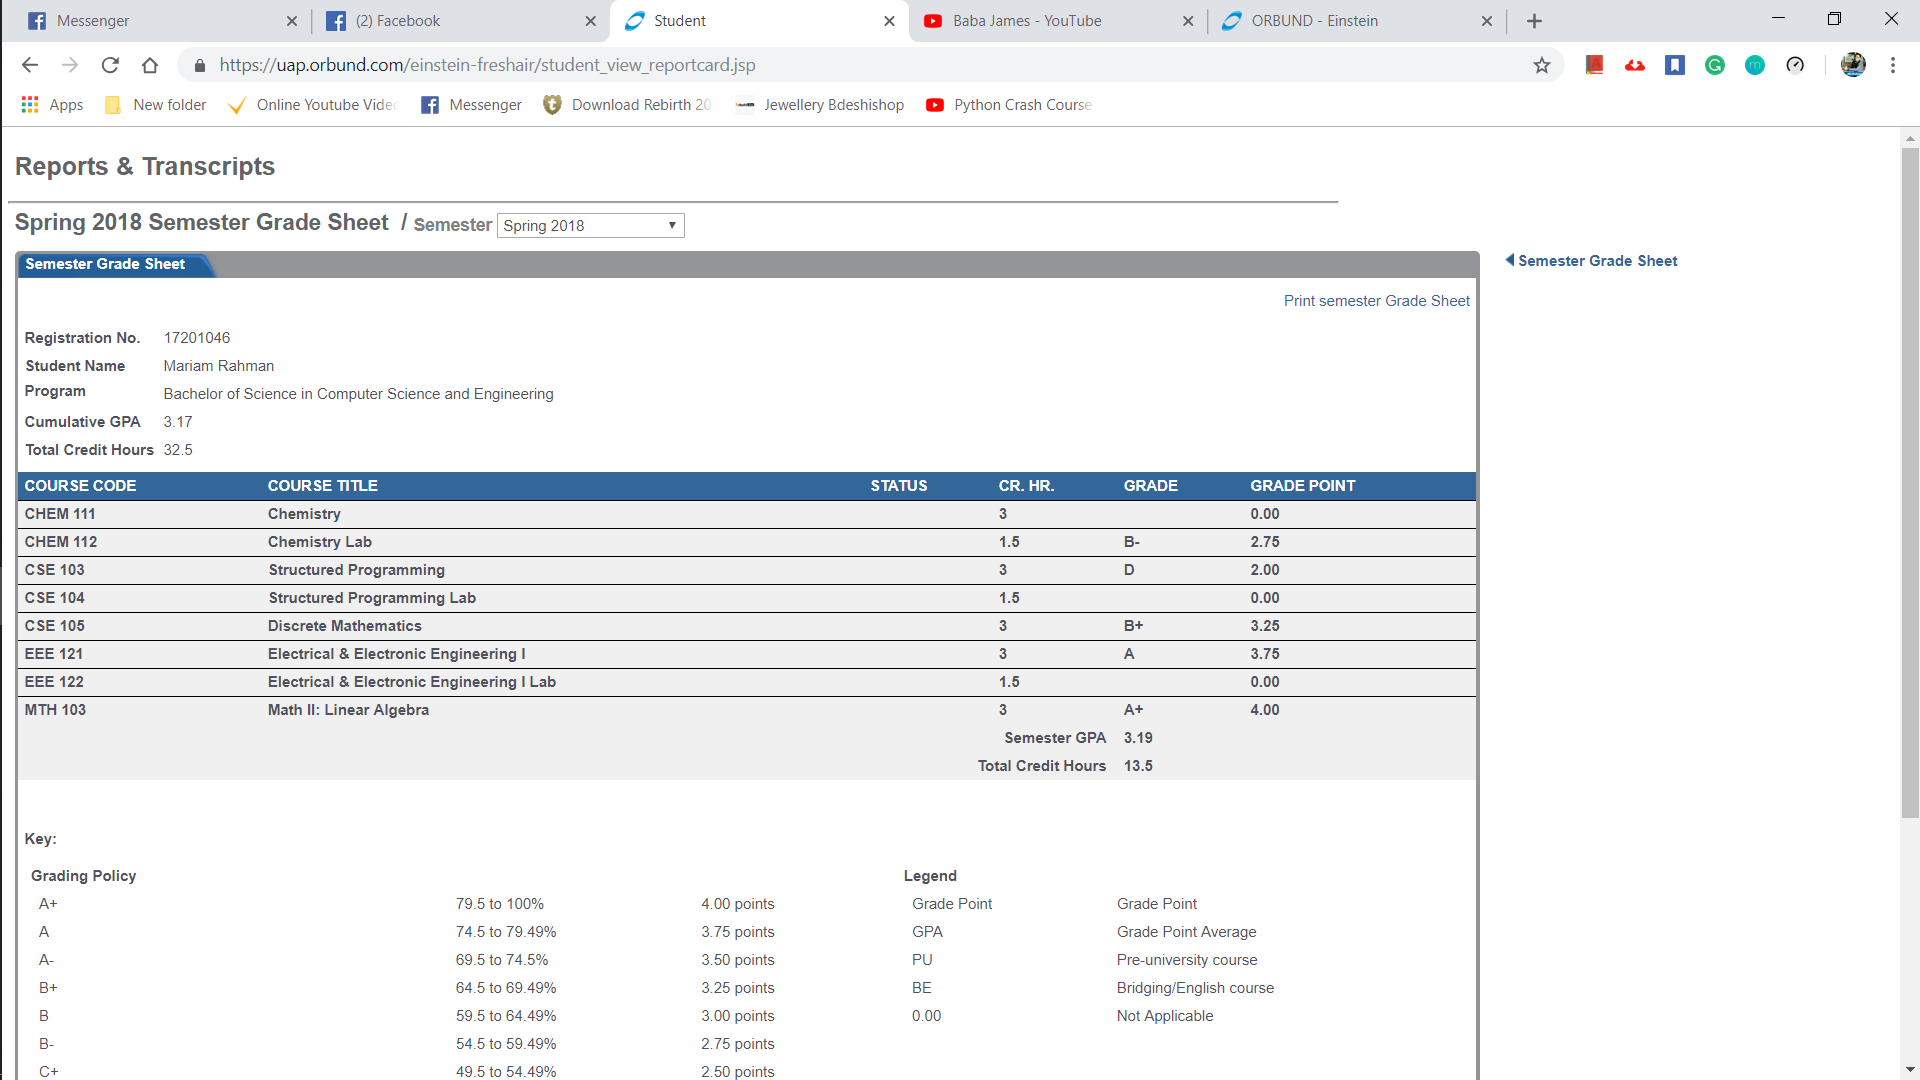 Messenger
(2) Facebook
Student
Baba James - YouTube
ORBUND - Einstein
https://uap.orbund.com/einstein-freshair/student_view_reportcard.jsp
Apps New folder Online Youtube Vide Messenger Download Rebirth 20 Jewellery Bdeshishop Python Crash Course
Reports & Transcripts
Spring 2018 Semester Grade Sheet / Semester Spring 2018
Semester Grade Sheet
Semester Grade Sheet
Print semester Grade Sheet
Registration No. 17201046
Student Name Mariam Rahman
Program Bachelor of Science in Computer Science and Engineering
Cumulative GPA 3.17
Total Credit Hours 32.5
COURSE CODE COURSE TITLE STATUS CR. HR. GRADE GRADE POINT
CHEM 111 Chemistry 3 0.00
CHEM 112 Chemistry Lab 1.5 B- 2.75
CSE 103 Structured Programming 3 D 2.00
CSE 104 Structured Programming Lab 1.5 0.00
CSE 105 Discrete Mathematics 3 B+ 3.25
EEE 121 Electrical & Electronic Engineering I 3 A 3.75
EEE 122 Electrical & Electronic Engineering I Lab 1.5 0.00
MTH 103 Math II: Linear Algebra 3 A+ 4.00
Semester GPA 3.19
Total Credit Hours 13.5
Key:
Grading Policy Legend
A+ 79.5 to 100% 4.00 points Grade Point Grade Point
A 74.5 to 79.49% 3.75 points GPA Grade Point Average
A- 69.5 to 74.5% 3.50 points PU Pre-university course
B+ 64.5 to 69.49% 3.25 points BE Bridging/English course
B 59.5 to 64.49% 3.00 points 0.00 Not Applicable
B- 54.5 to 59.49% 2.75 points
C+ 49.5 to 54.49% 2.50 points